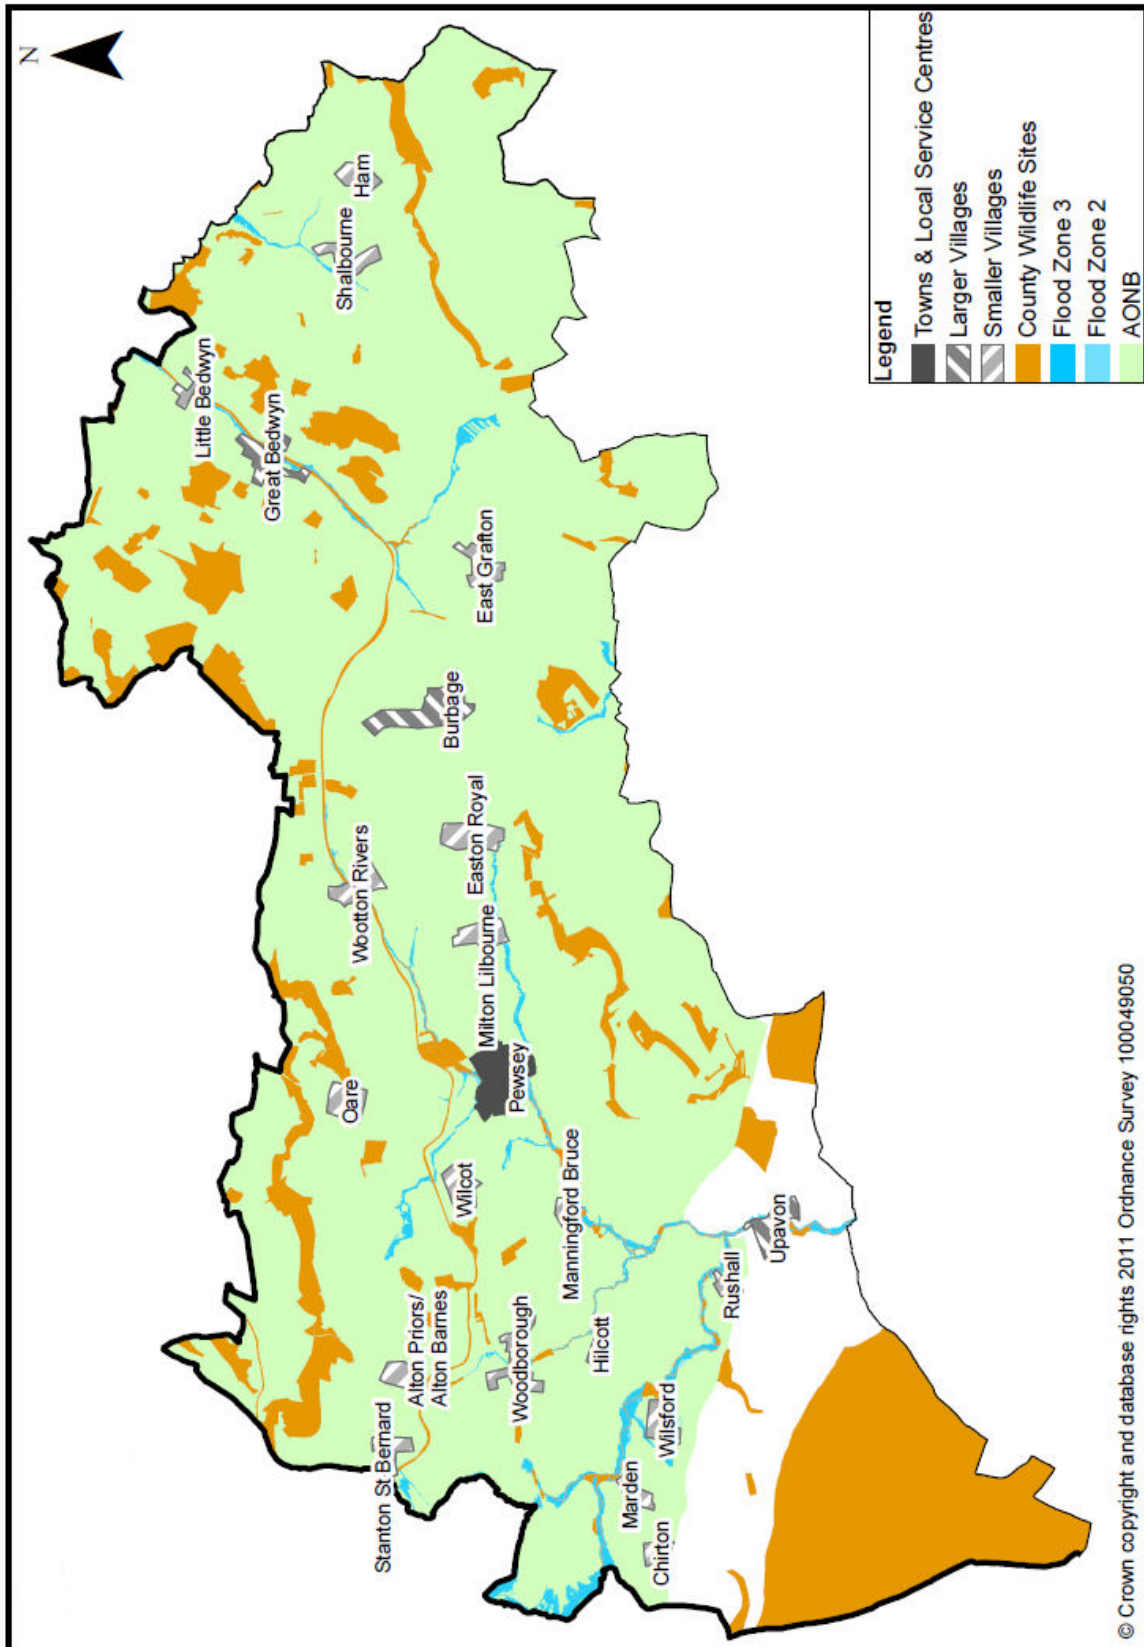 N
Little Bedwyn
Great Bedwyn
Shalbourne
Ham
East Grafton
Burbage
Wootton Rivers
Easton Royal
Milton Lilbourne
Oare
Pewsey
Wilcot
Manningford Bruce
Alton Priors/
Alton Barnes
Stanton St Bernard
Woodborough
Hilcott
Rushall
Upavon
Wilsford
Marden
Chirton
Legend
Towns & Local Service Centres
Larger Villages
Smaller Villages
County Wildlife Sites
Flood Zone 3
Flood Zone 2
AONB
© Crown copyright and database rights 2011 Ordnance Survey 100049050